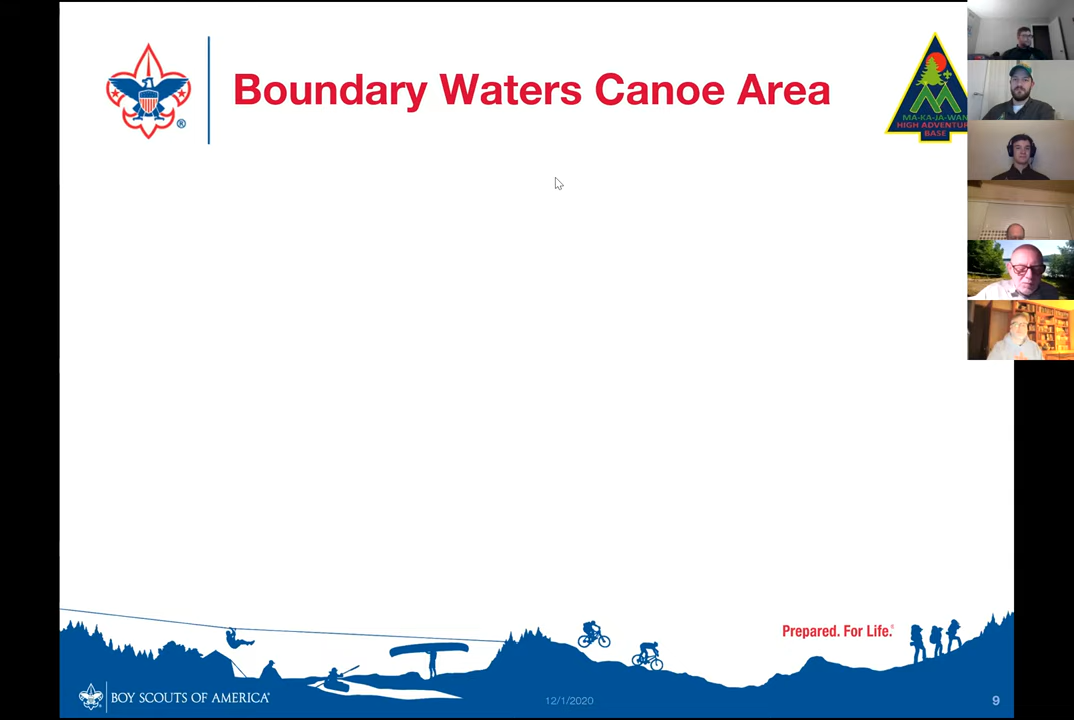 Boundary Waters Canoe Area
MA-KA-JA-WAN
HIGH ADVENTUR
BASE
®
Prepared. For Life.®
BOY SCOUTS OF AMERICA®
12/1/2020
9